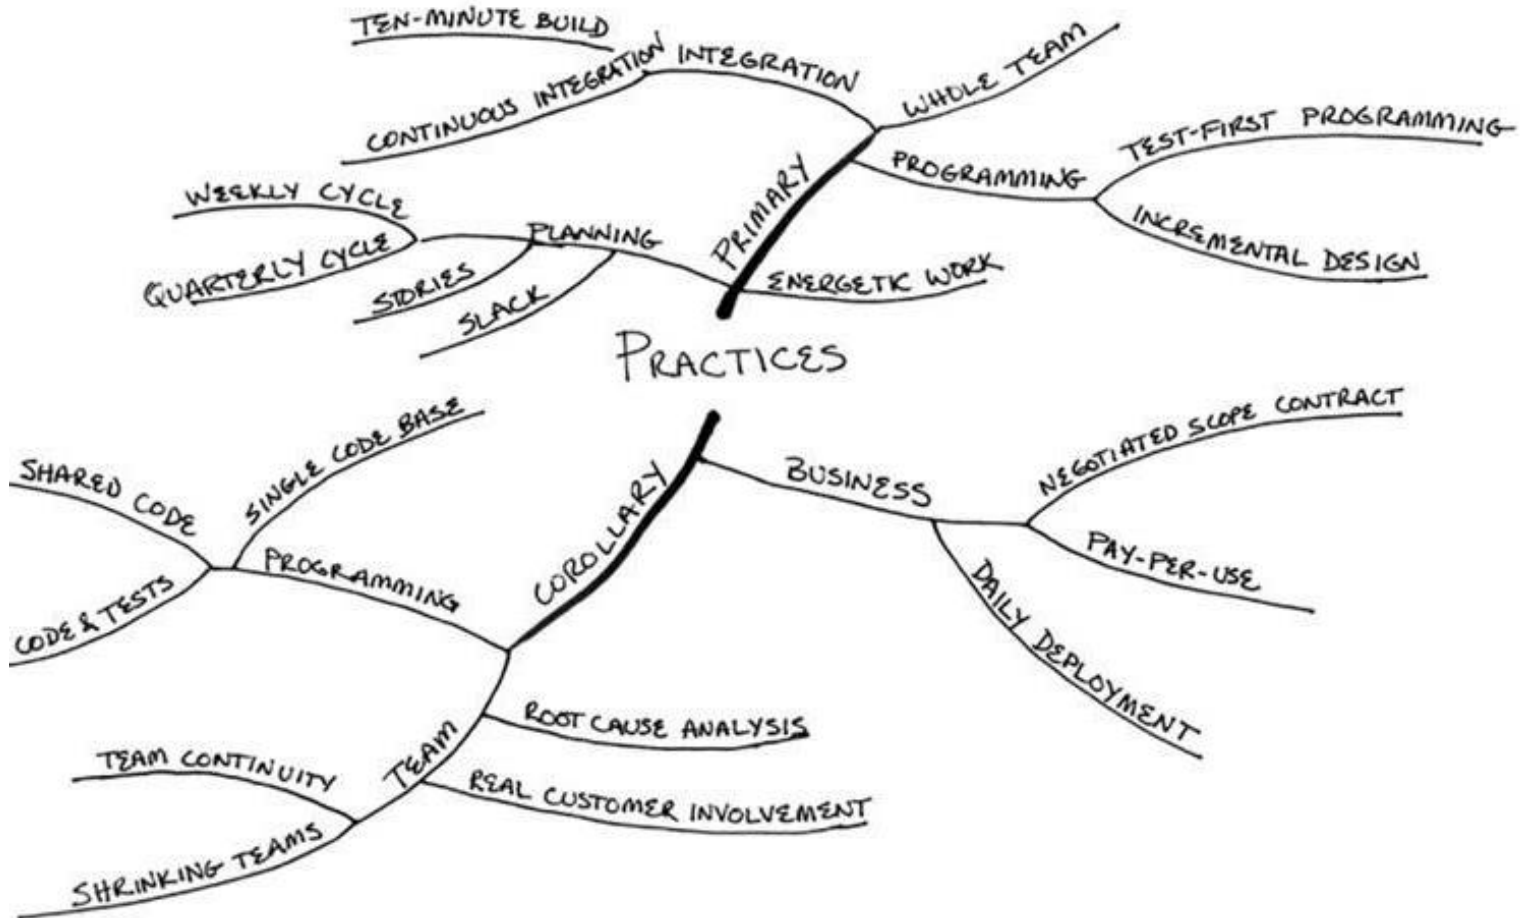 TEN-MINUTE BUILD
CONTINUOUS INTEGRATION
INTEGRATION
WHOLE TEAM
PRIMARY
PROGRAMMING
TEST-FIRST PROGRAMMING
INCREMENTAL DESIGN
WEEKLY CYCLE
QUARTERLY CYCLE
PLANNING
STORIES
SLACK
ENERGETIC WORK
PRACTICES
SHARED CODE
SINGLE CODE BASE
CODE & TESTS
PROGRAMMING
COROLLARY
BUSINESS
NEGOTIATED SCOPE CONTRACT
PAY-PER-USE
DAILY DEPLOYMENT
TEAM
ROOT CAUSE ANALYSIS
REAL CUSTOMER INVOLVEMENT
TEAM CONTINUITY
SHRINKING TEAMS